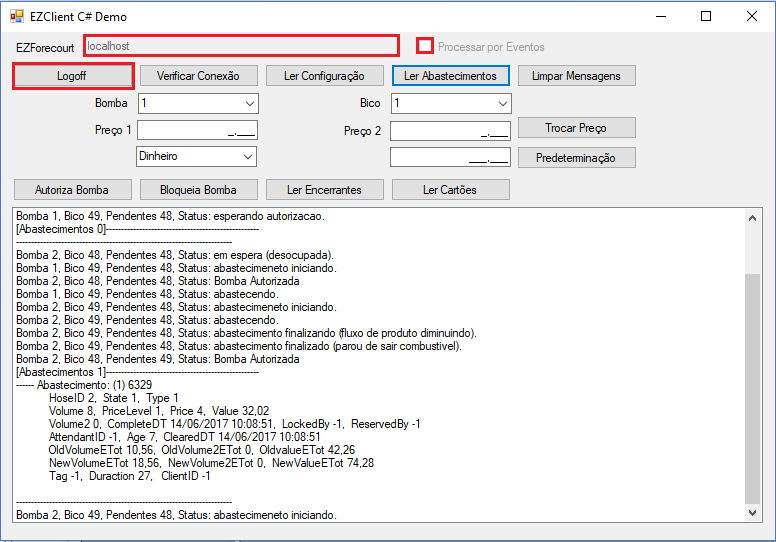 EZClient C# Demo
EZForecourt localhost Processar por Eventos
Logoff Verificar Conexão Ler Configuração Ler Abastecimentos Limpar Mensagens
Bomba 1 Bico 1
Preço 1 _.___ Preço 2 _.___ Trocar Preço
Dinheiro ___.___ Predeterminação
Autoriza Bomba Bloqueia Bomba Ler Encerrantes Ler Cartões
Bomba 1, Bico 49, Pendentes 48, Status: esperando autorizacao.
[Abastecimentos 0]---------------------------------------------------
------------------------------------------------------------------------
Bomba 2, Bico 48, Pendentes 48, Status: em espera (desocupada).
Bomba 1, Bico 49, Pendentes 48, Status: abastecimeneto iniciando.
Bomba 2, Bico 48, Pendentes 48, Status: Bomba Autorizada
Bomba 1, Bico 49, Pendentes 48, Status: abastecendo.
Bomba 2, Bico 48, Pendentes 48, Status: abastecimeneto iniciando.
Bomba 2, Bico 48, Pendentes 48, Status: abastecendo.
Bomba 2, Bico 48, Pendentes 48, Status: abastecimento finalizando (fluxo de produto diminuindo).
Bomba 2, Bico 48, Pendentes 48, Status: abastecimento finalizado (parou de sair combustivel).
Bomba 2, Bico 48, Pendentes 49, Status: Bomba Autorizada
[Abastecimentos 1]---------------------------------------------------
------ Abastecimento: (1) 6329
HoseID 2, State 1, Type 1
Volume 8, PriceLevel 1, Price 4, Value 32,02
Volume2 0, CompleteDT 14/06/2017 10:08:51, LockedBy -1, ReservedBy -1
AttendantID -1, Age 7, ClearedDT 14/06/2017 10:08:51
OldVolumeETot 10,56, OldVolume2ETot 0, OldvalueETot 42,26
NewVolumeETot 18,56, NewVolume2ETot 0, NewValueETot 74,28
Tag -1, Duration 27, ClientID -1
------------------------------------------------------------------------
Bomba 2, Bico 49, Pendentes 48, Status: abastecimeneto iniciando.